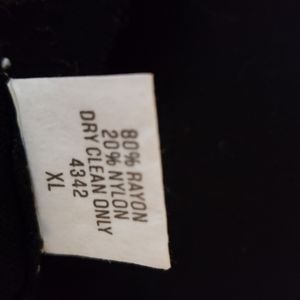 80% RAYON
20% NYLON
DRY CLEAN ONLY
4342
XL